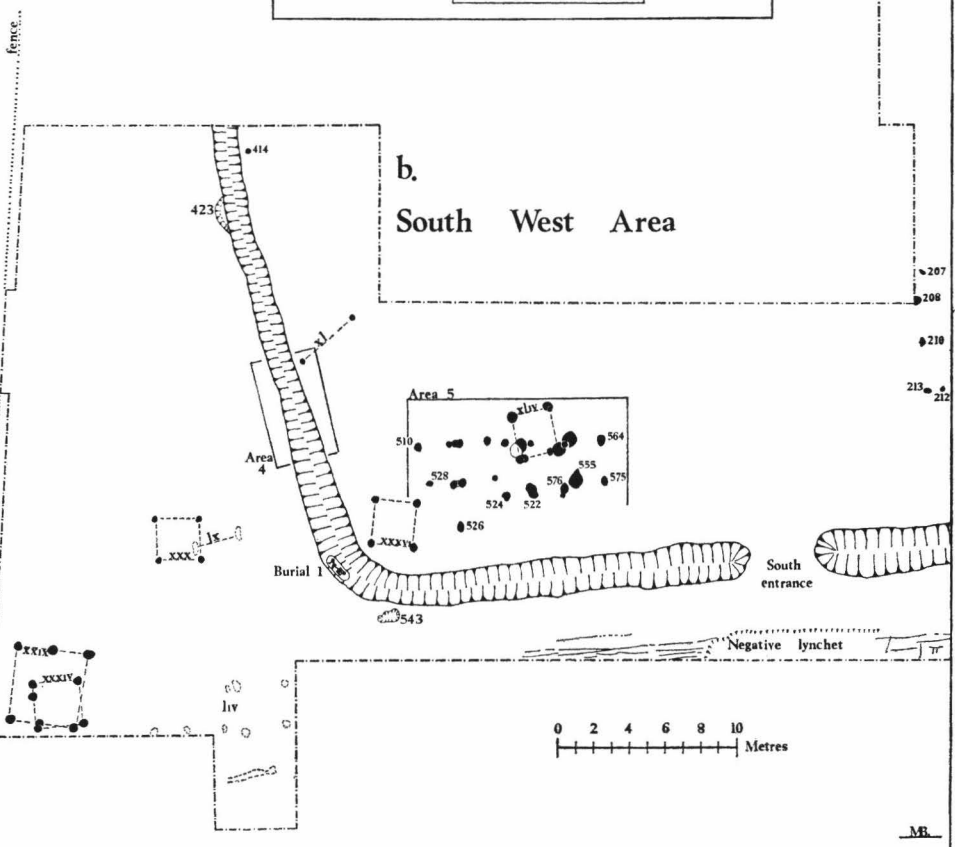 fence
414
b.
423
South West Area
207
208
xl
210
213
212
Area 5
xliv
510
564
Area
4
528
555
576
575
524
522
526
xxx
lx
xxxv
Burial 1
South
entrance
543
Negative lynchet
xxix
xxxiv
liv
0 2 4 6 8 10
Metres
MB.